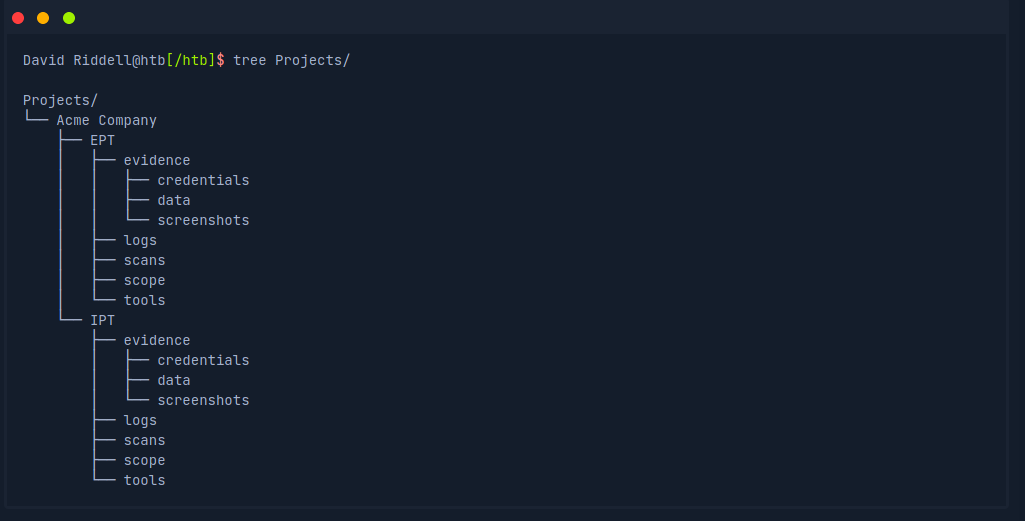 David Riddell@htb[/htb]$ tree Projects/

Projects/
└── Acme Company
    ├── EPT
    │   ├── evidence
    │   │   ├── credentials
    │   │   ├── data
    │   │   └── screenshots
    │   ├── logs
    │   ├── scans
    │   ├── scope
    │   └── tools
    └── IPT
        ├── evidence
        │   ├── credentials
        │   ├── data
        │   └── screenshots
        ├── logs
        ├── scans
        ├── scope
        └── tools